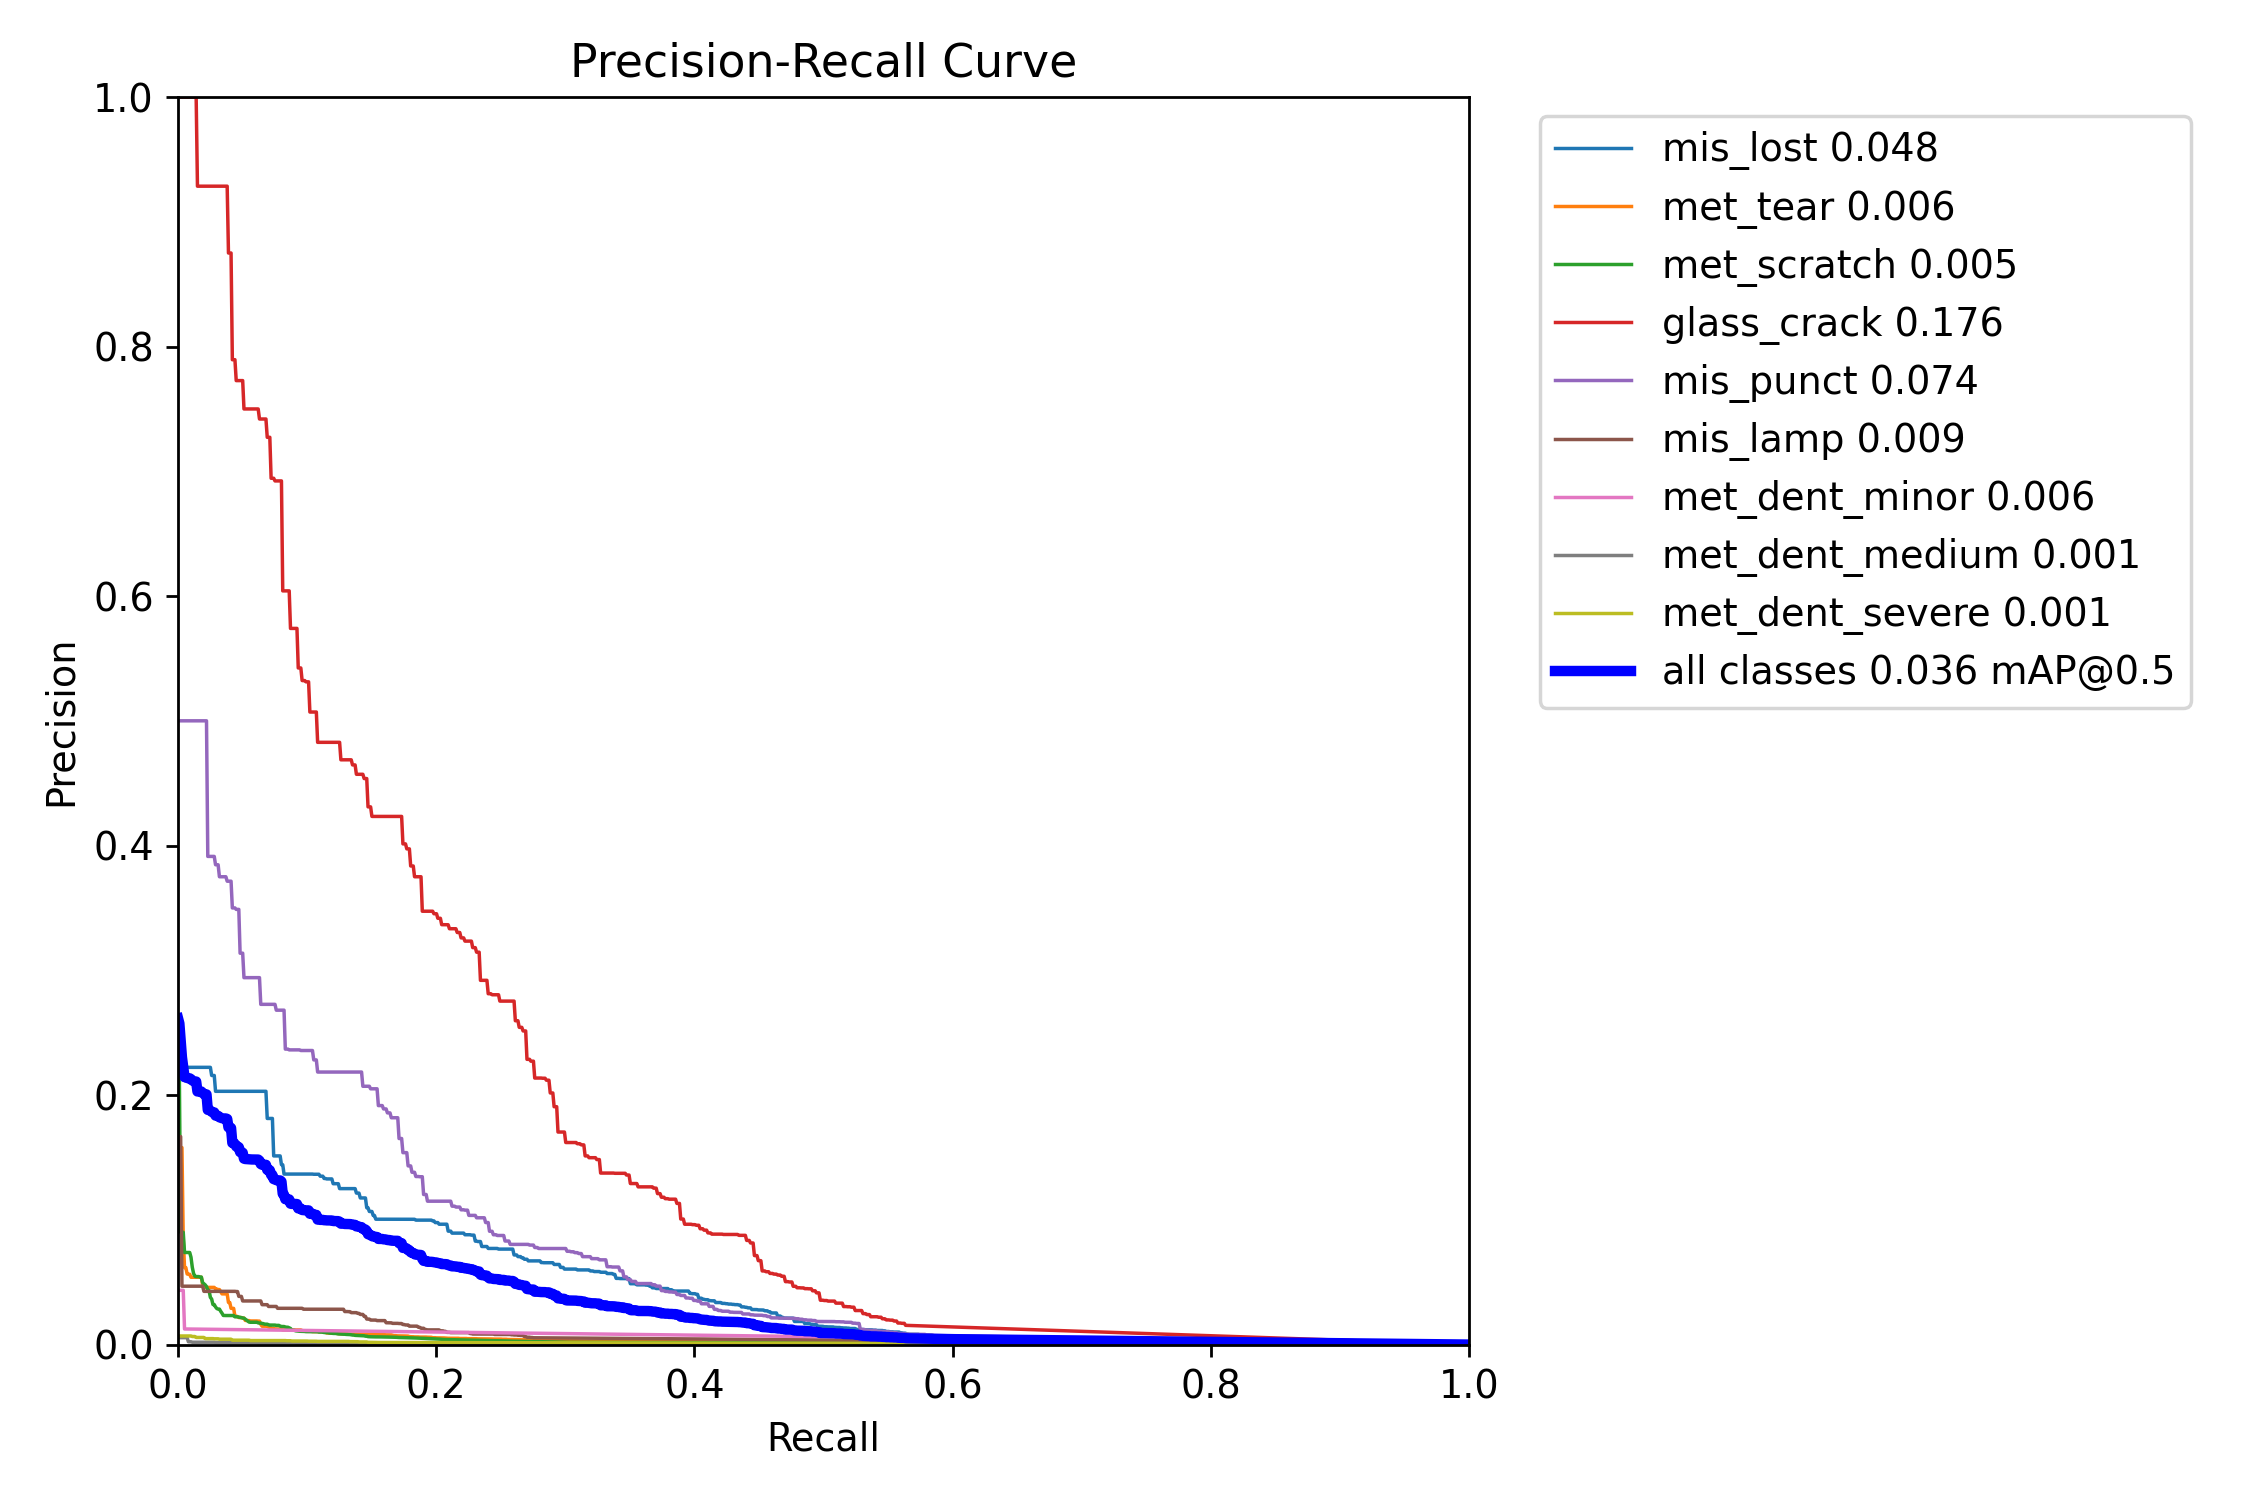 Precision-Recall Curve
1.0
0.8
0.6
0.4
0.2
0.0
Precision
0.0 0.2 0.4 0.6 0.8 1.0
Recall
mis_lost 0.048
met_tear 0.006
met_scratch 0.005
glass_crack 0.176
mis_punct 0.074
mis_lamp 0.009
met_dent_minor 0.006
met_dent_medium 0.001
met_dent_severe 0.001
all classes 0.036 mAP@0.5